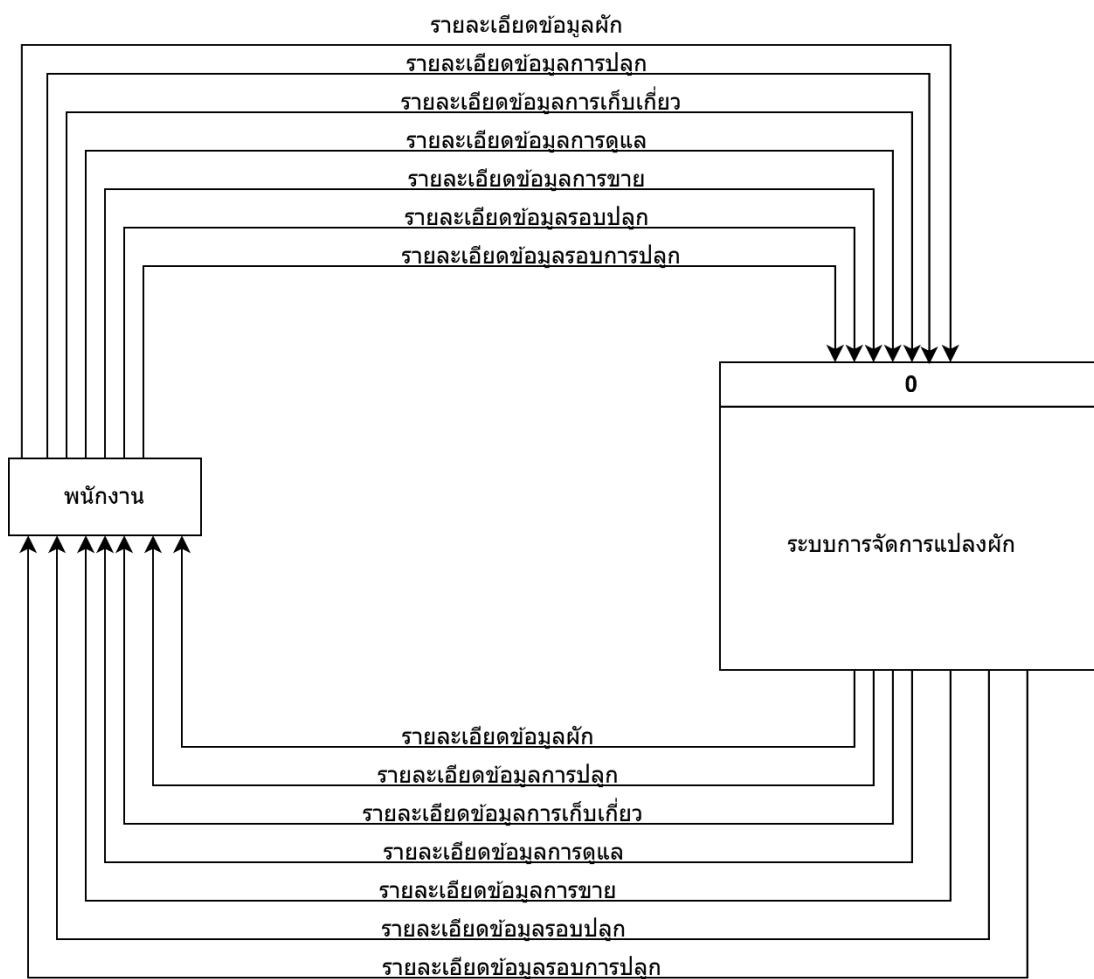 รายละเอียดข้อมูลผัก
รายละเอียดข้อมูลการปลูก
รายละเอียดข้อมูลการเก็บเกี่ยว
รายละเอียดข้อมูลการดูแล
รายละเอียดข้อมูลการขาย
รายละเอียดข้อมูลรอบปลูก
รายละเอียดข้อมูลรอบการปลูก
0
พนักงาน
ระบบการจัดการแปลงผัก
รายละเอียดข้อมูลผัก
รายละเอียดข้อมูลการปลูก
รายละเอียดข้อมูลการเก็บเกี่ยว
รายละเอียดข้อมูลการดูแล
รายละเอียดข้อมูลการขาย
รายละเอียดข้อมูลรอบปลูก
รายละเอียดข้อมูลรอบการปลูก